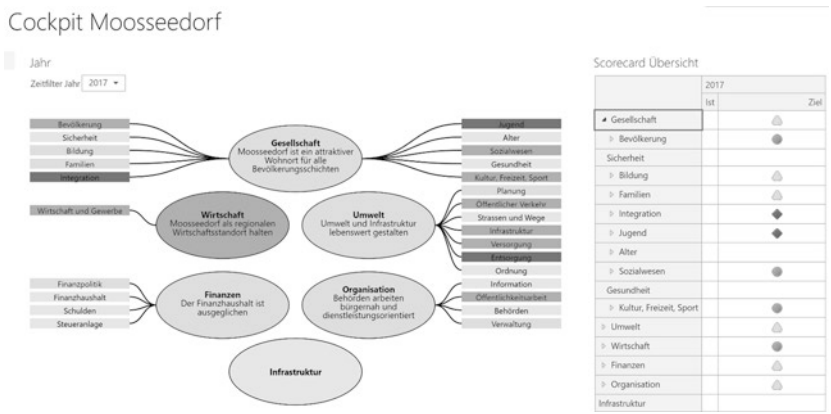 Cockpit Moosseedorf
Jahr
Zeitfilter Jahr 2017
Bevölkerung
Sicherheit
Bildung
Familien
Integration
Wirtschaft und Gewerbe
Finanzpolitik
Finanzhaushalt
Schulden
Steueranlage
Gesellschaft
Moosseedorf ist ein attraktiver
Wohnort für alle
Bevölkerungsschichten
Wirtschaft
Moosseedorf als regionalen
Wirtschaftsstandort halten
Umwelt
Umwelt und Infrastruktur
lebenswert gestalten
Finanzen
Der Finanzhaushalt ist
ausgeglichen
Organisation
Behörden arbeiten
bürgernah und
dienstleistungsorientiert
Infrastruktur
Jugend
Alter
Sozialwesen
Gesundheit
Kultur, Freizeit, Sport
Planung
Öffentlicher Verkehr
Strassen und Wege
Infrastruktur
Versorgung
Entsorgung
Ordnung
Information
Öffentlichkeitsarbeit
Behörden
Verwaltung
Scorecard Übersicht
2017
Ist Ziel
Gesellschaft
Bevölkerung
Sicherheit
Bildung
Familien
Integration
Jugend
Alter
Sozialwesen
Gesundheit
Kultur, Freizeit, Sport
Umwelt
Wirtschaft
Finanzen
Organisation
Infrastruktur